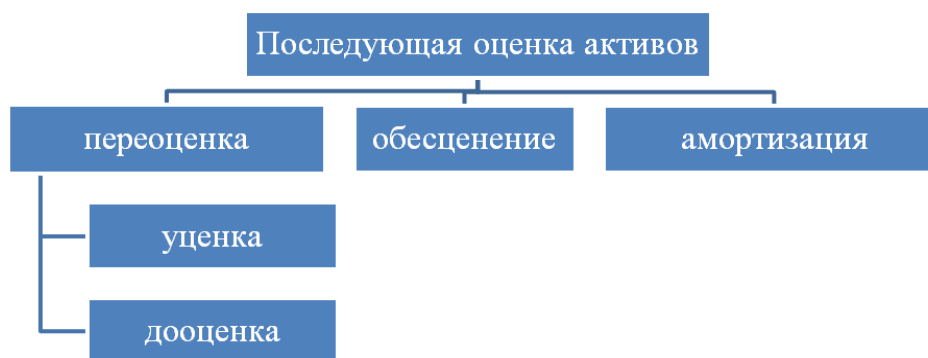 Последующая оценка активов
переоценка
обесценение
амортизация
уценка
дооценка